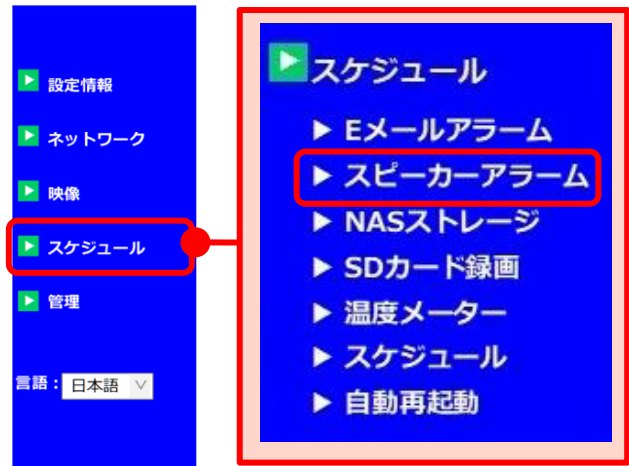 設定情報
ネットワーク
映像
スケジュール
管理
言語：日本語
スケジュール
Eメールアラーム
スピーカーアラーム
NASストレージ
SDカード録画
温度メーター
スケジュール
自動再起動